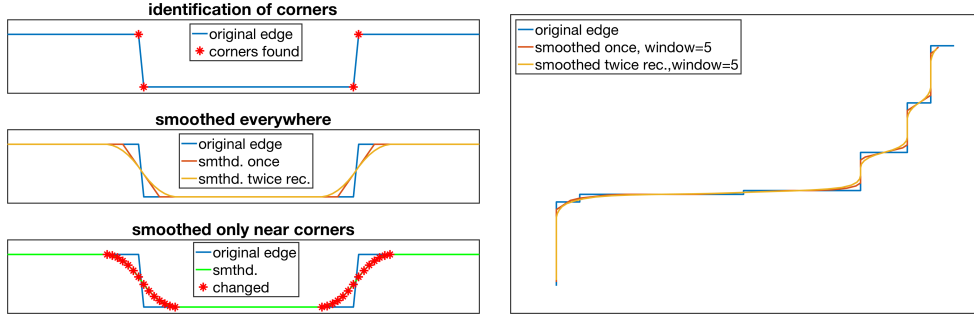 identification of corners
original edge
corners found
smoothed everywhere
original edge
smthd. once
smthd. twice rec.
smoothed only near corners
original edge
smthd.
changed
original edge
smoothed once, window=5
smoothed twice rec.,window=5